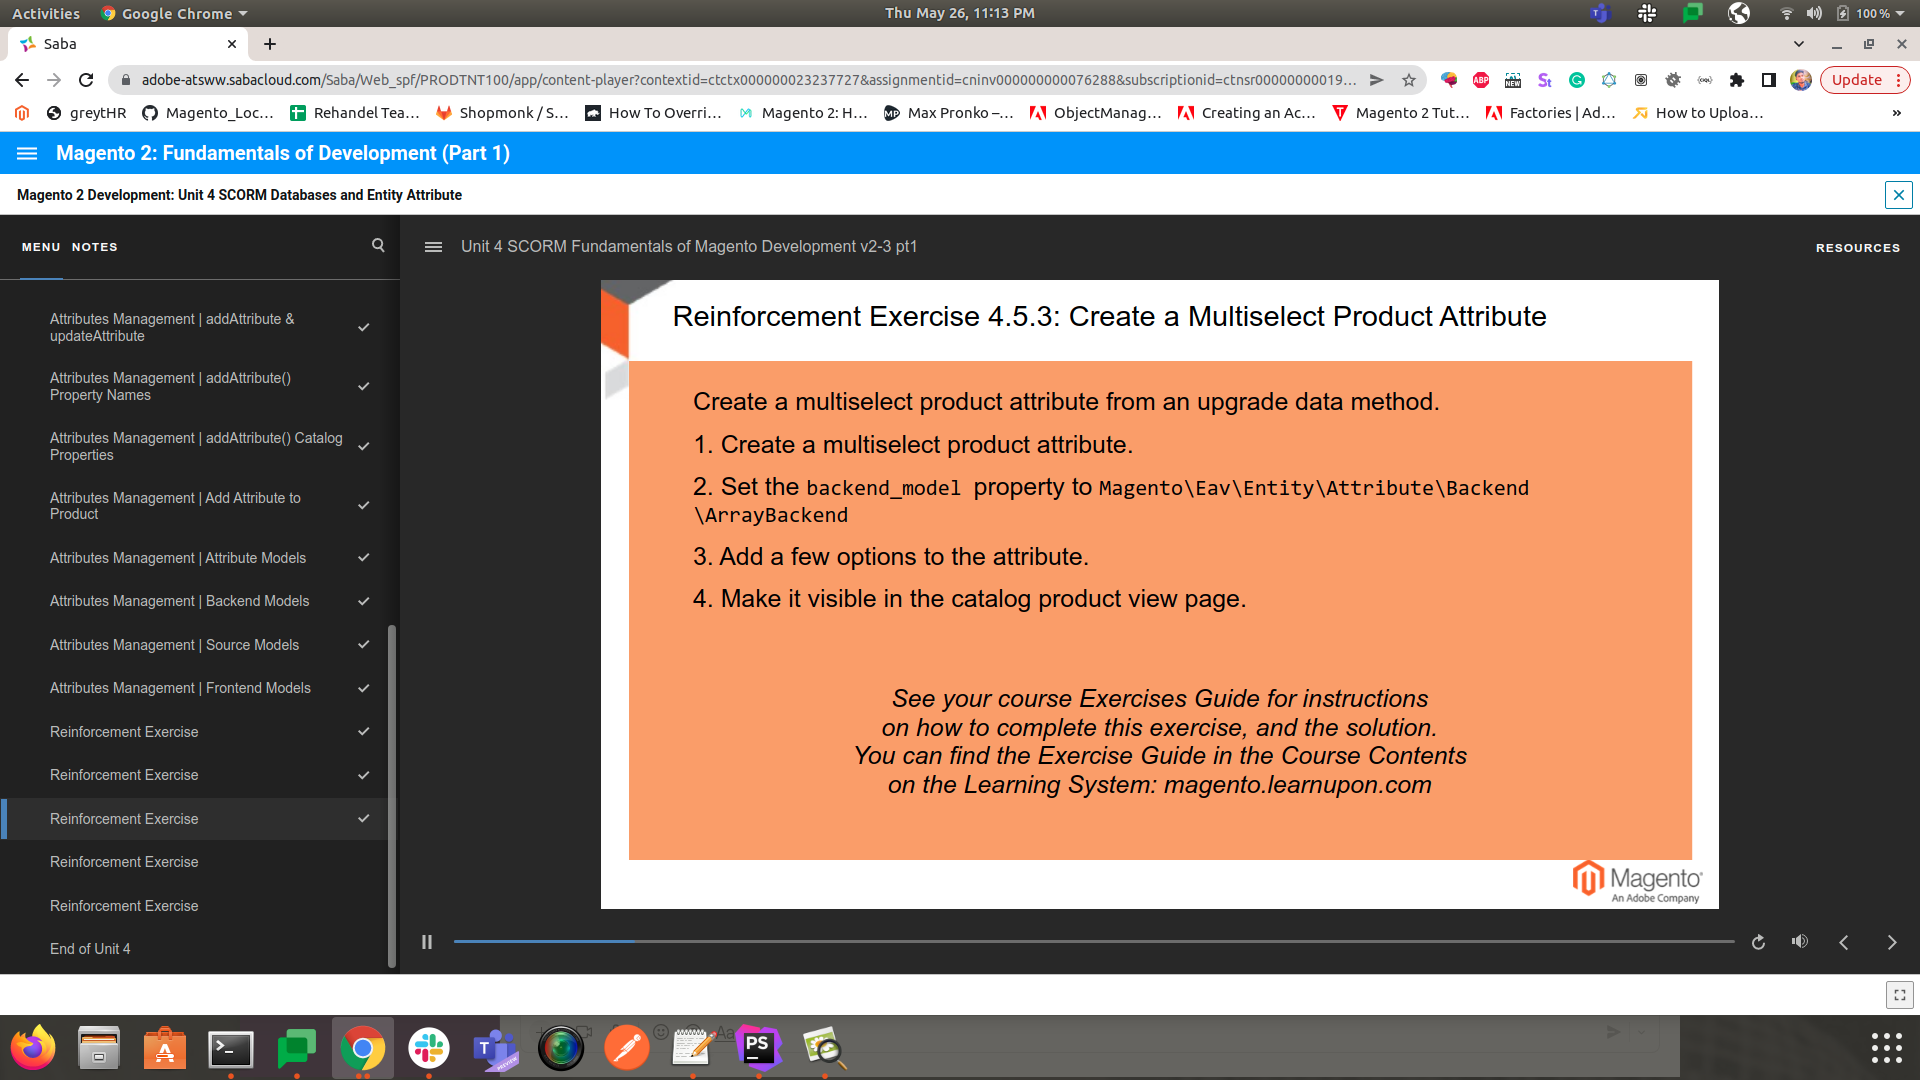 Activities
Google Chrome
Thu May 26, 11:13 PM
100 %
Saba
adobe-atsww.sabacloud.com/Saba/Web_spf/PRODTNT100/app/content-player?contextid=ctctx000000023237727&assignmentid=cninv000000000076288&subscriptionid=ctnsr00000000019...
ABP
NEW
Update
greytHR
Magento_Loc...
Rehandel Tea...
Shopmonk / S...
How To Overri...
Magento 2: H...
Max Pronko –...
ObjectManag...
Creating an Ac...
Magento 2 Tut...
Factories | Ad...
How to Uploa...
»
Magento 2: Fundamentals of Development (Part 1)
Magento 2 Development: Unit 4 SCORM Databases and Entity Attribute
MENU
NOTES
Attributes Management | addAttribute &
updateAttribute
Attributes Management | addAttribute()
Property Names
Attributes Management | addAttribute() Catalog
Properties
Attributes Management | Add Attribute to
Product
Attributes Management | Attribute Models
Attributes Management | Backend Models
Attributes Management | Source Models
Attributes Management | Frontend Models
Reinforcement Exercise
Reinforcement Exercise
Reinforcement Exercise
Reinforcement Exercise
Reinforcement Exercise
End of Unit 4
Unit 4 SCORM Fundamentals of Magento Development v2-3 pt1
RESOURCES
Reinforcement Exercise 4.5.3: Create a Multiselect Product Attribute
Create a multiselect product attribute from an upgrade data method.
1. Create a multiselect product attribute.
2. Set the backend_model property to Magento\Eav\Entity\Attribute\Backend
\ArrayBackend
3. Add a few options to the attribute.
4. Make it visible in the catalog product view page.
See your course Exercises Guide for instructions
on how to complete this exercise, and the solution.
You can find the Exercise Guide in the Course Contents
on the Learning System: magento.learnupon.com
Magento
An Adobe Company